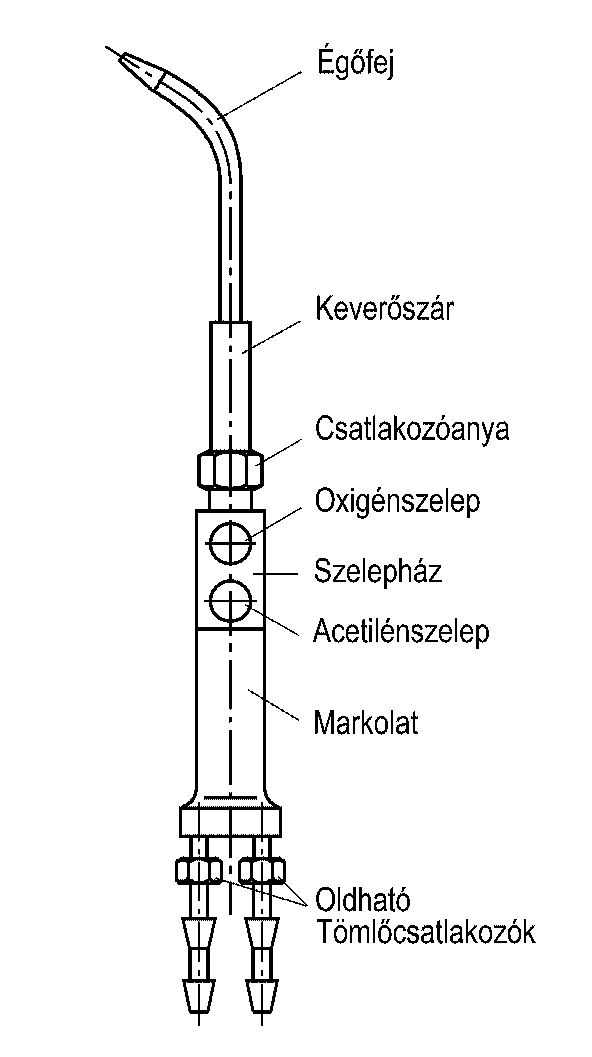 Égőfej
Keverőszár
Csatlakozóanya
Oxigénszelep
Szelepház
Acetilénszelep
Markolat
Oldható
Tömlőcsatlakozók